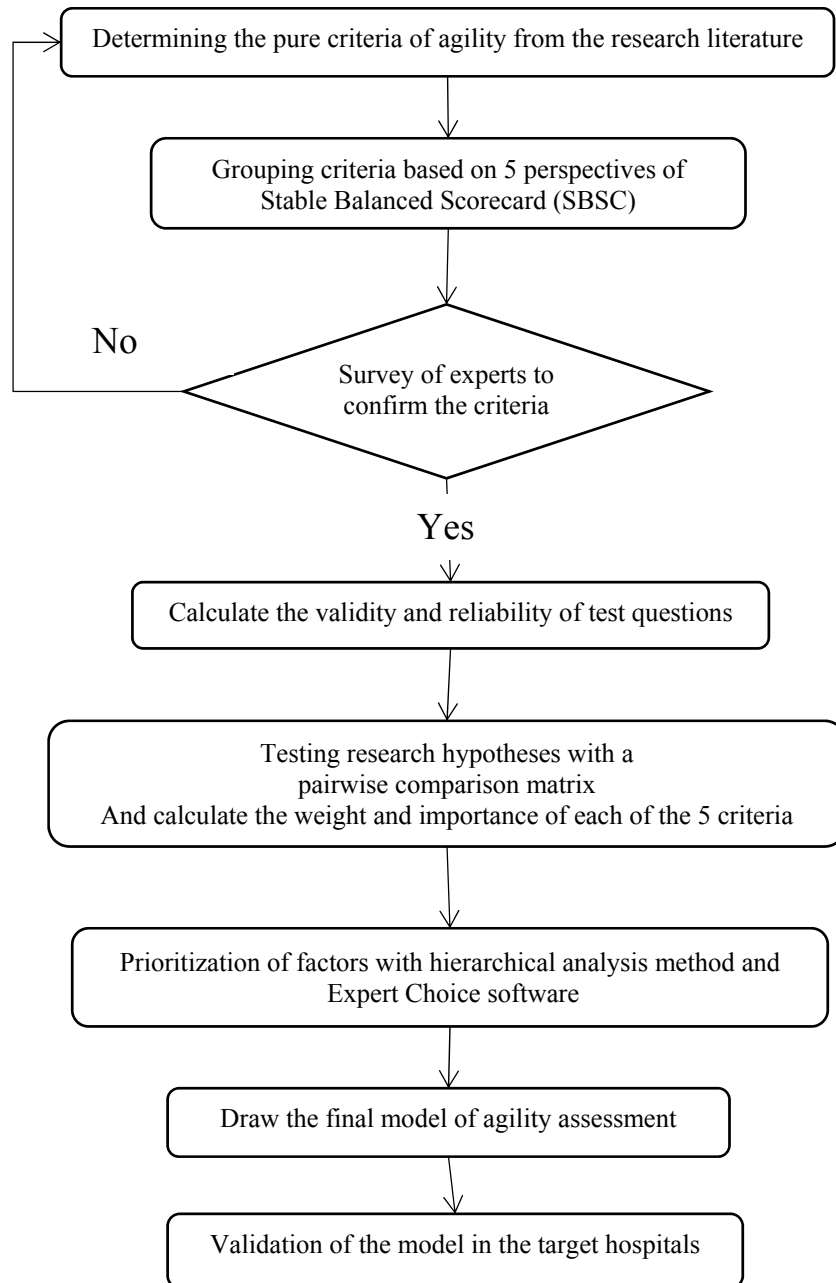 Determining the pure criteria of agility from the research literature
Grouping criteria based on 5 perspectives of
Stable Balanced Scorecard (SBSC)
No
Survey of experts to
confirm the criteria
Yes
Calculate the validity and reliability of test questions
Testing research hypotheses with a
pairwise comparison matrix
And calculate the weight and importance of each of the 5 criteria
Prioritization of factors with hierarchical analysis method and
Expert Choice software
Draw the final model of agility assessment
Validation of the model in the target hospitals